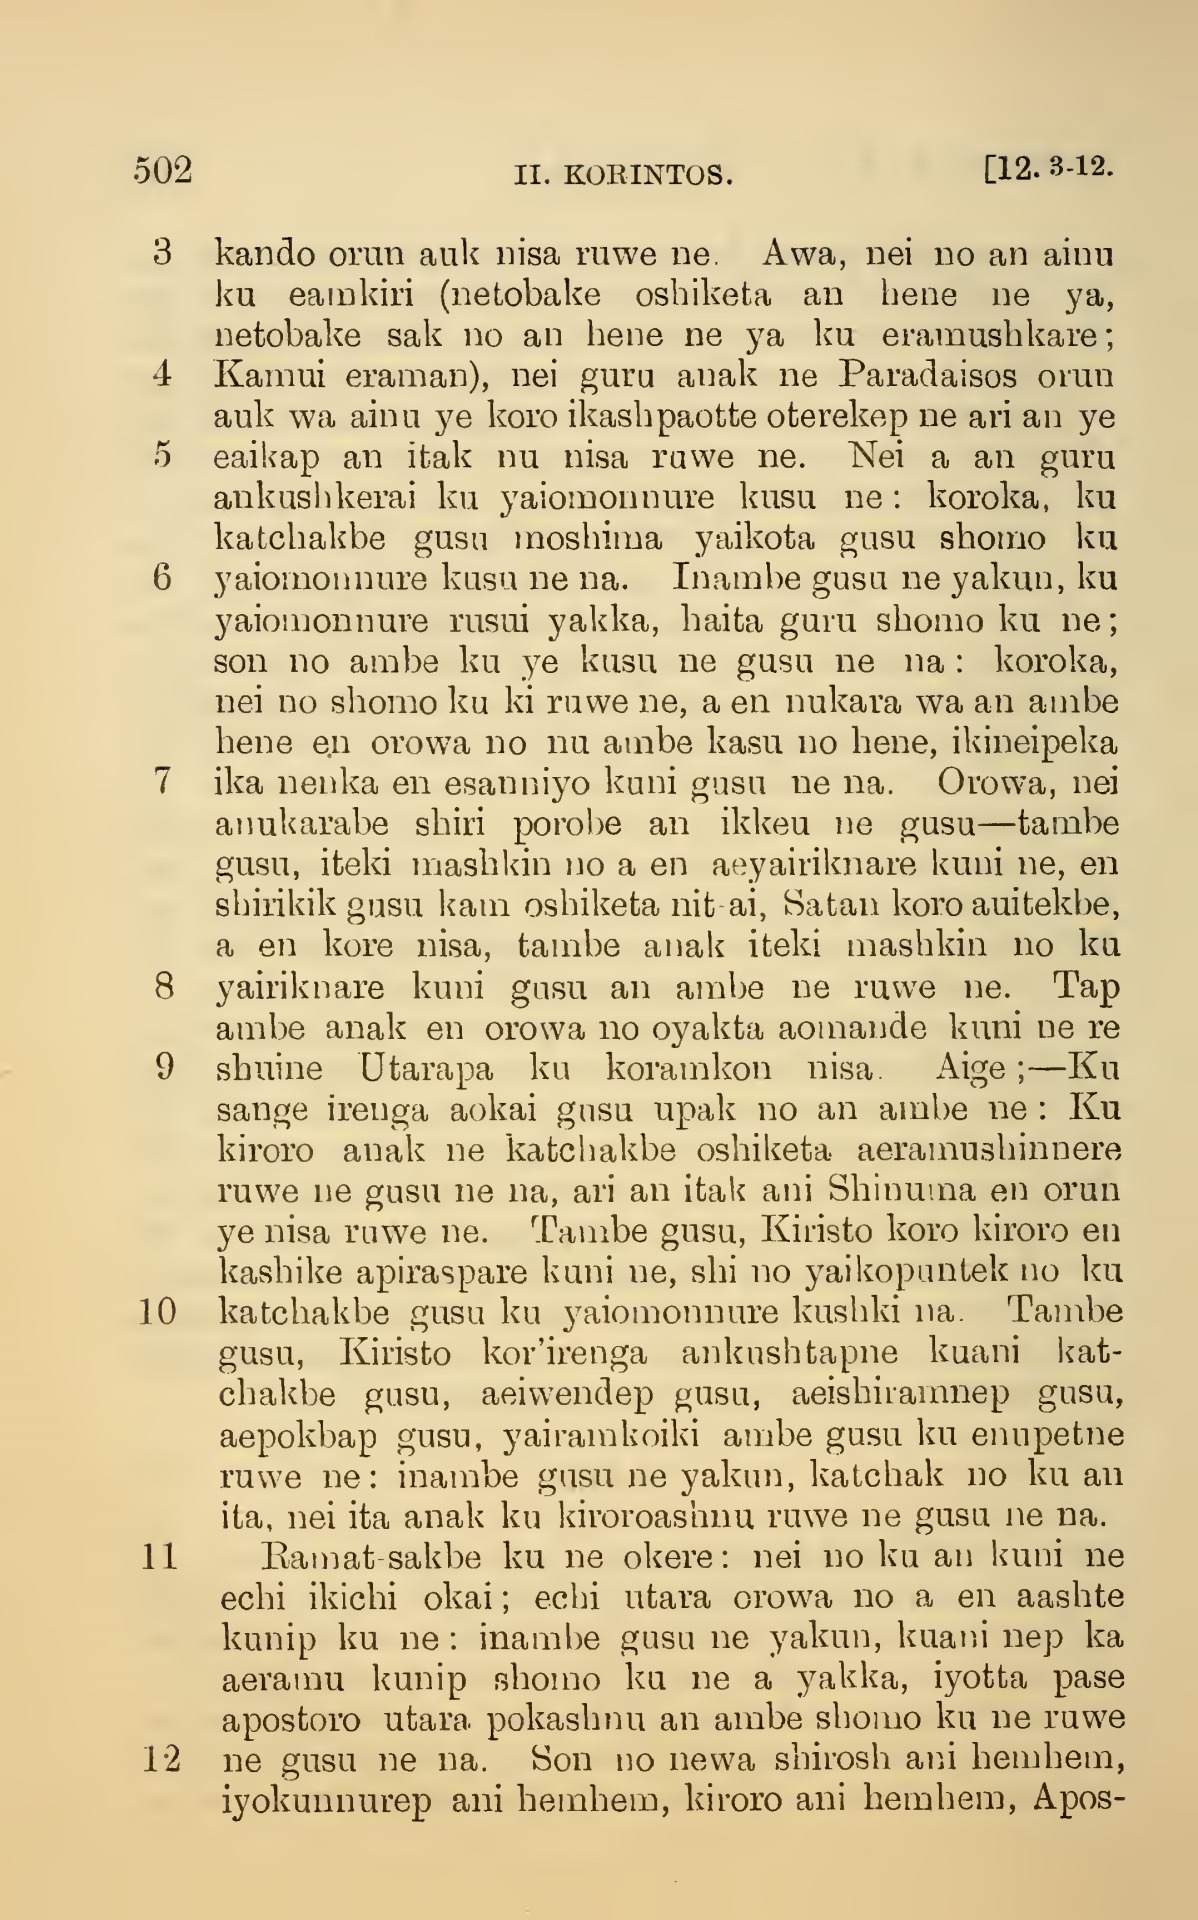 502 II. KORINTOS. [12. 3-12.
3 kando orun auk nisa ruwe ne. Awa, nei no an ainu
ku eamkiri (netobake oshiketa an hene ne ya,
netobake sak no an hene ne ya ku eramushkare;
4 Kamui eraman), nei guru anak ne Paradaisos orun
auk wa ainu ye koro ikashpaotte oterekep ne ari an ye
5 eaikap an itak nu nisa ruwe ne. Nei a an guru
ankushkerai ku yaiomonnure kusu ne: koroka, ku
katchakbe gusu moshima yaikota gusu shomo ku
6 yaiomonnure kusu ne na. Inambe gusu ne yakun, ku
yaiomonnure rusui yakka, haita guru shomo ku ne;
son no ambe ku ye kusu ne gusu ne na: koroka,
nei no shomo ku ki ruwe ne, a en nukara wa an ambe
hene en orowa no nu ambe kasu no hene, ikineipeka
7 ika nenka en esanniyo kuni gusu ne na. Orowa, nei
anukarabe shiri porobe an ikkeu ne gusu—tambe
gusu, iteki mashkin no a en aeyairiknare kuni ne, en
shirikik gusu kam oshiketa nit-ai, Satan koro auitekbe,
a en kore nisa, tambe anak iteki mashkin no ku
8 yairiknare kuni gusu an ambe ne ruwe ne. Tap
ambe anak en orowa no oyakta aomande kuni ne re
9 shuine Utarapa ku koramkon nisa. Aige;—Ku
sange irenga aokai gusu upak no an ambe ne: Ku
kiroro anak ne katchakbe oshiketa aeramushinnere
ruwe ne gusu ne na, ari an itak ani Shinuma en orun
ye nisa ruwe ne. Tambe gusu, Kiristo koro kiroro en
kashike apiraspare kuni ne, shi no yaikopuntek no ku
10 katchakbe gusu ku yaiomonnure kushki na. Tambe
gusu, Kiristo kor'irenga ankushtapne kuani kat-
chakbe gusu, aeiwendep gusu, aeishiramnep gusu,
aepokbap gusu, yairamkoiki ambe gusu ku enupetne
ruwe ne: inambe gusu ne yakun, katchak no ku an
ita, nei ita anak ku kiroroashnu ruwe ne gusu ne na.
11 Ramat-sakbe ku ne okere: nei no ku an kuni ne
echi ikichi okai; echi utara orowa no a en aashte
kunip ku ne: inambe gusu ne yakun, kuani nep ka
aeramu kunip shomo ku ne a yakka, iyotta pase
apostoro utara pokashnu an ambe shomo ku ne ruwe
12 ne gusu ne na. Son no newa shirosh ani hemhem,
iyokunnurep ani hemhem, kiroro ani hemhem, Apos-